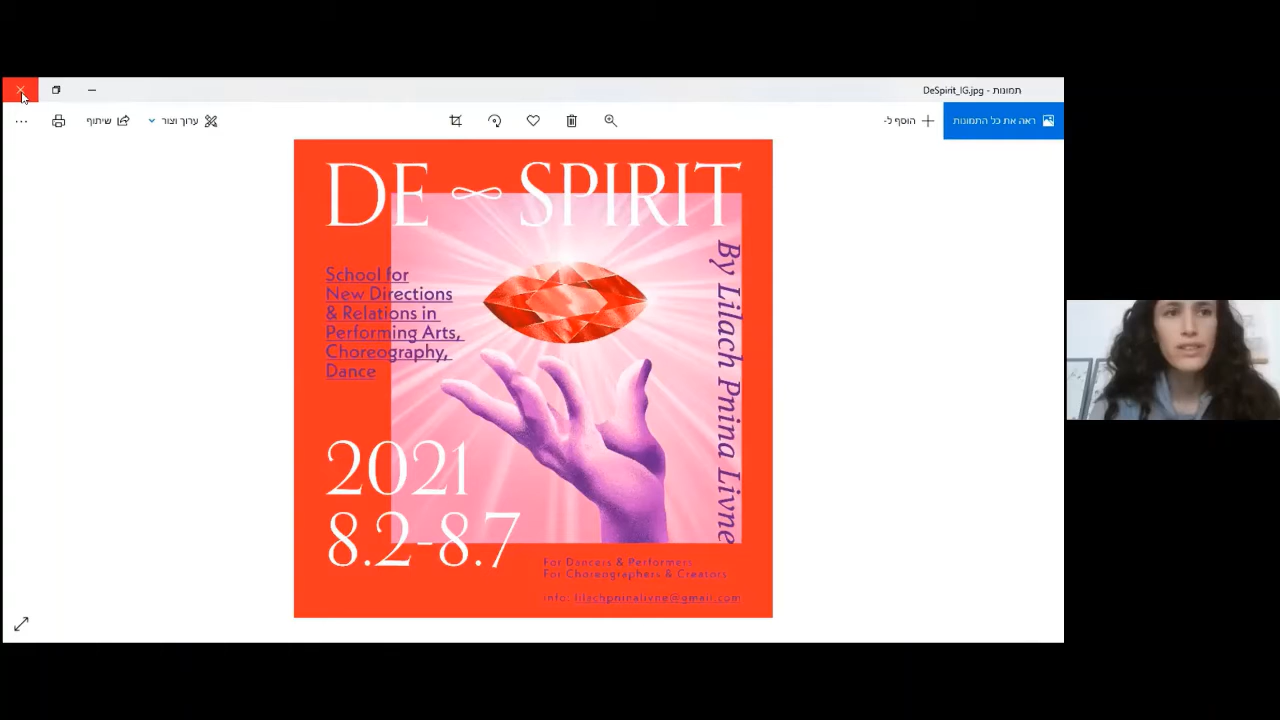 DeSpirit_IG.jpg - תמונות
ראה את כל התמונות
הוסף ל-
שיתוף
ערוך וצור
DE SPIRIT
School for
New Directions
& Relations in
Performing Arts,
Choreography,
Dance
By Lilach Pnina Livne
2021
8.2-8.7
For Dancers & Performers
For Choreographers & Creators
info: lilachpninalivne@gmail.com